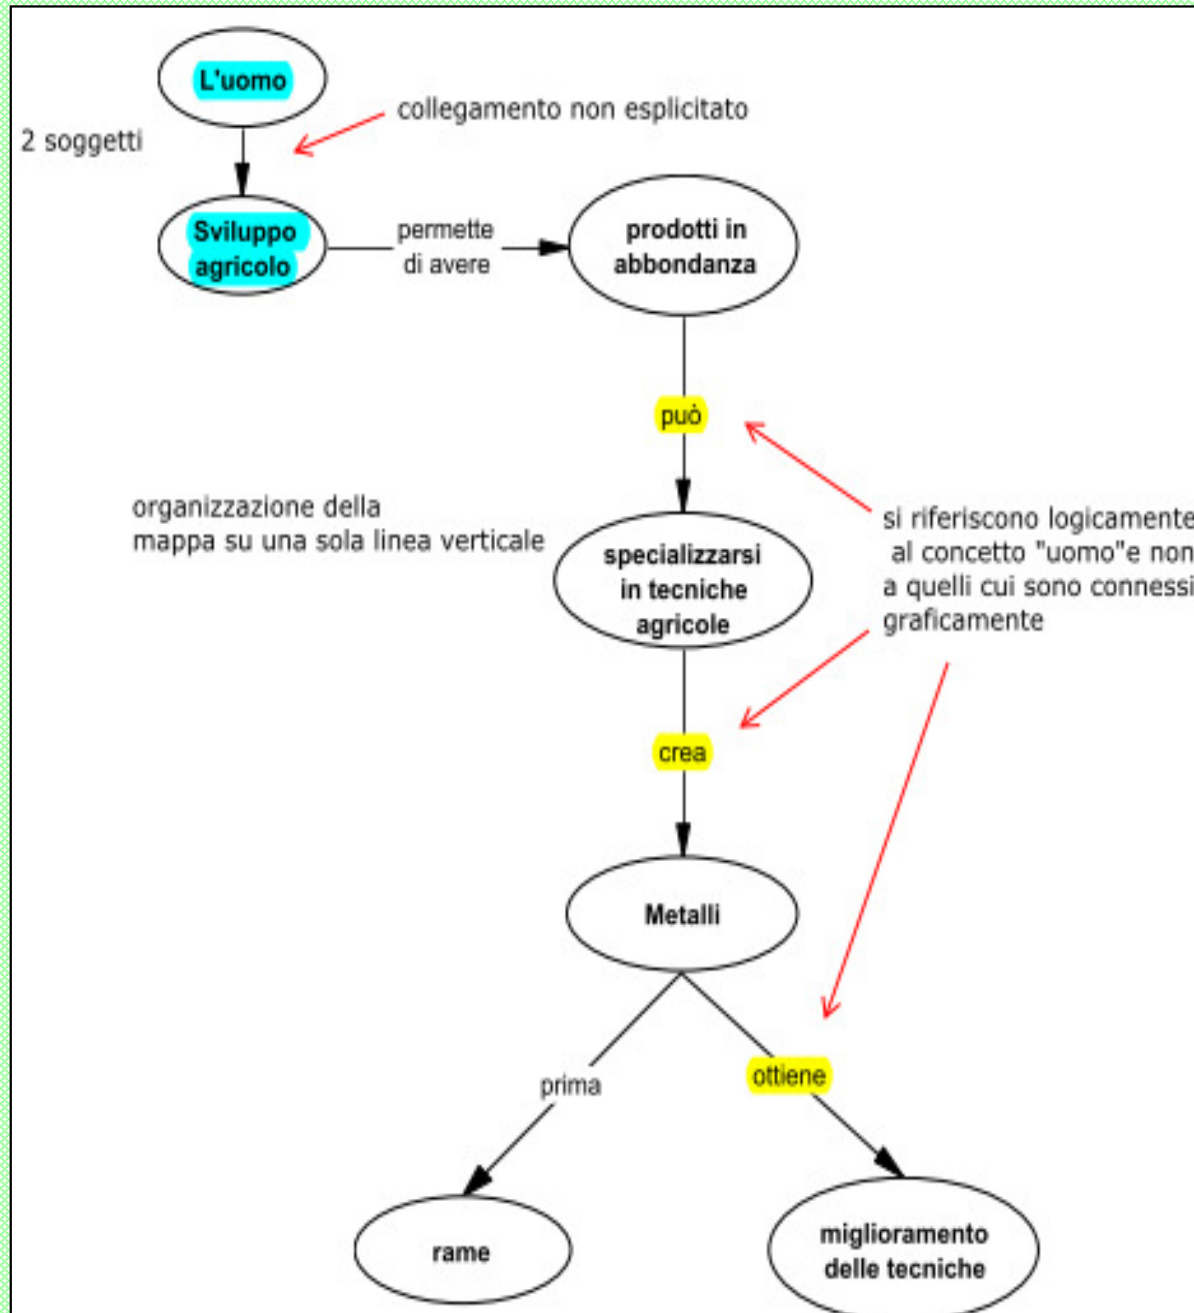 L'uomo
collegamento non esplicitato
2 soggetti
Sviluppo
agricolo
permette
di avere
prodotti in
abbondanza
può
organizzazione della
mappa su una sola linea verticale
si riferiscono logicamente
al concetto "uomo"e non
a quelli cui sono connessi
graficamente
specializzarsi
in tecniche
agricole
crea
Metalli
prima
ottiene
rame
miglioramento
delle tecniche